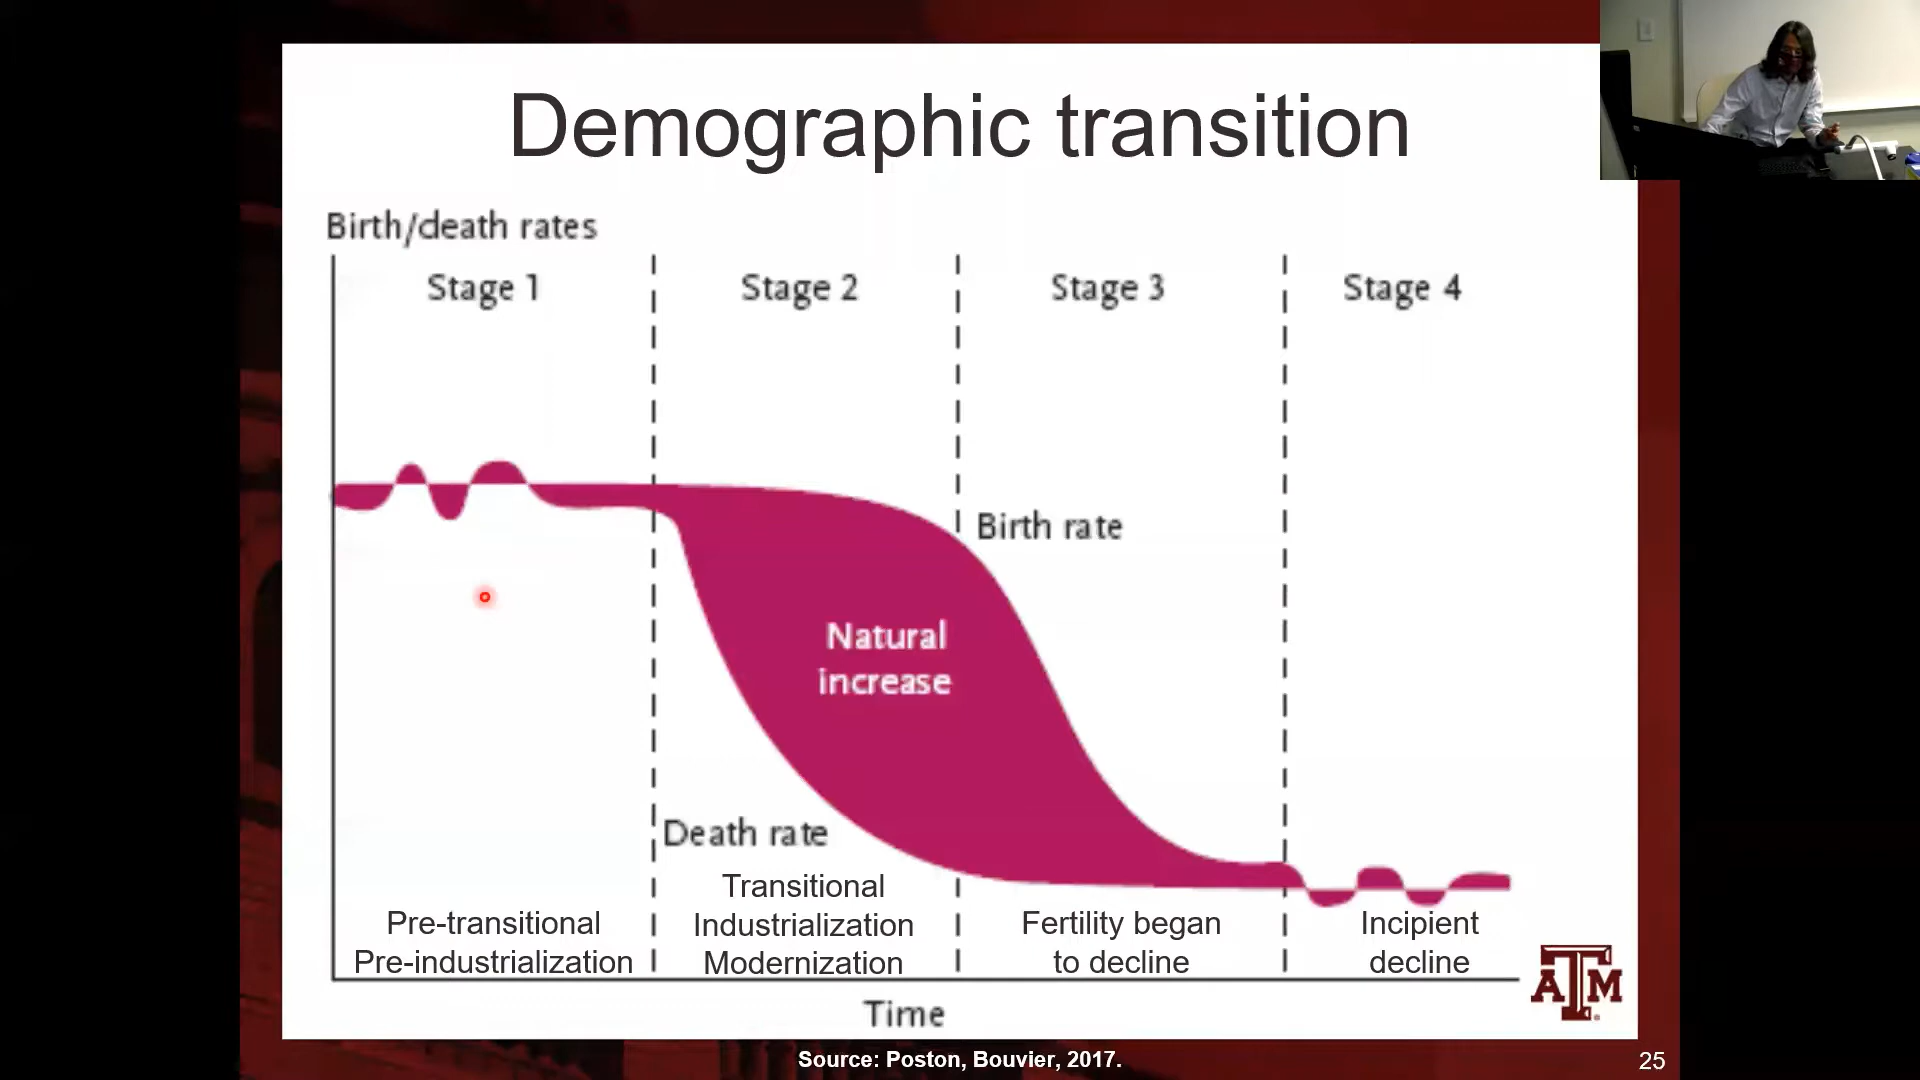 Demographic transition
Birth/death rates
Stage 1
Stage 2
Stage 3
Stage 4
Birth rate
Natural
increase
Death rate
Pre-transitional
Pre-industrialization
Transitional
Industrialization
Modernization
Fertility began
to decline
Incipient
decline
Time
ATM
Source: Poston, Bouvier, 2017.
25